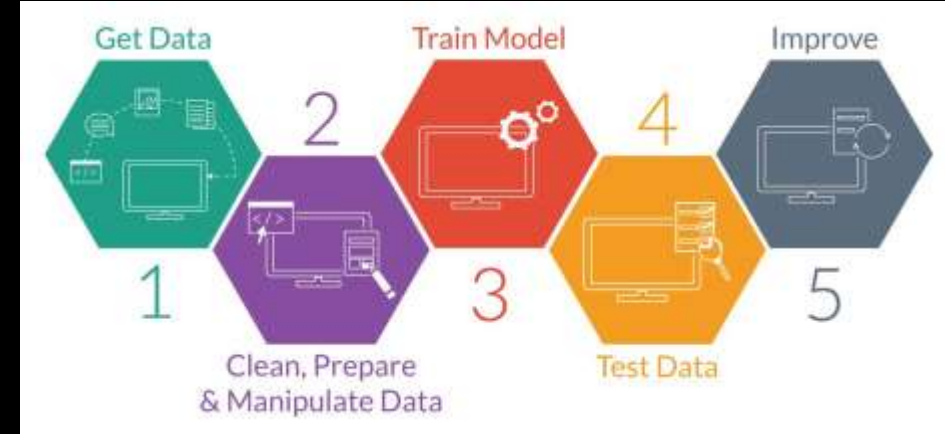 Get Data
1
2
Clean, Prepare
& Manipulate Data
Train Model
3
4
Test Data
Improve
5
</>
</>